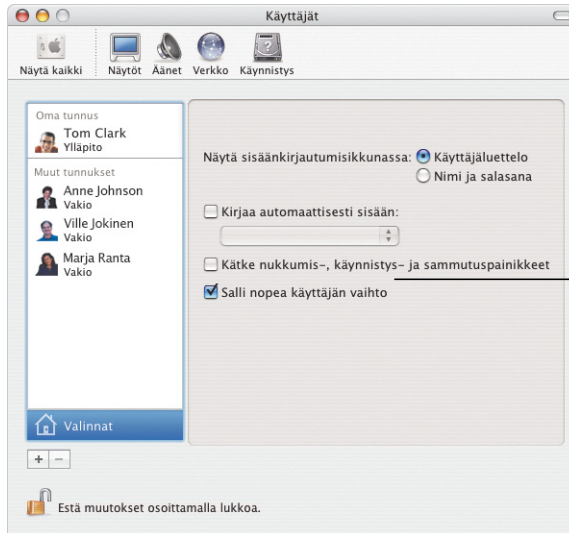 Käyttäjät
Näytä kaikki
Näytöt
Äänet
Verkko
Käynnistys
Oma tunnus
Tom Clark
Ylläpito
Muut tunnukset
Anne Johnson
Vakio
Ville Jokinen
Vakio
Marja Ranta
Vakio
Valinnat
Näytä sisäänkirjautumisikkunassa: Käyttäjäluettelo
Nimi ja salasana
Kirjaa automaattisesti sisään:
Kätke nukkumis-, käynnistys- ja sammutuspainikkeet
Salli nopea käyttäjän vaihto
Estä muutokset osoittamalla lukkoa.